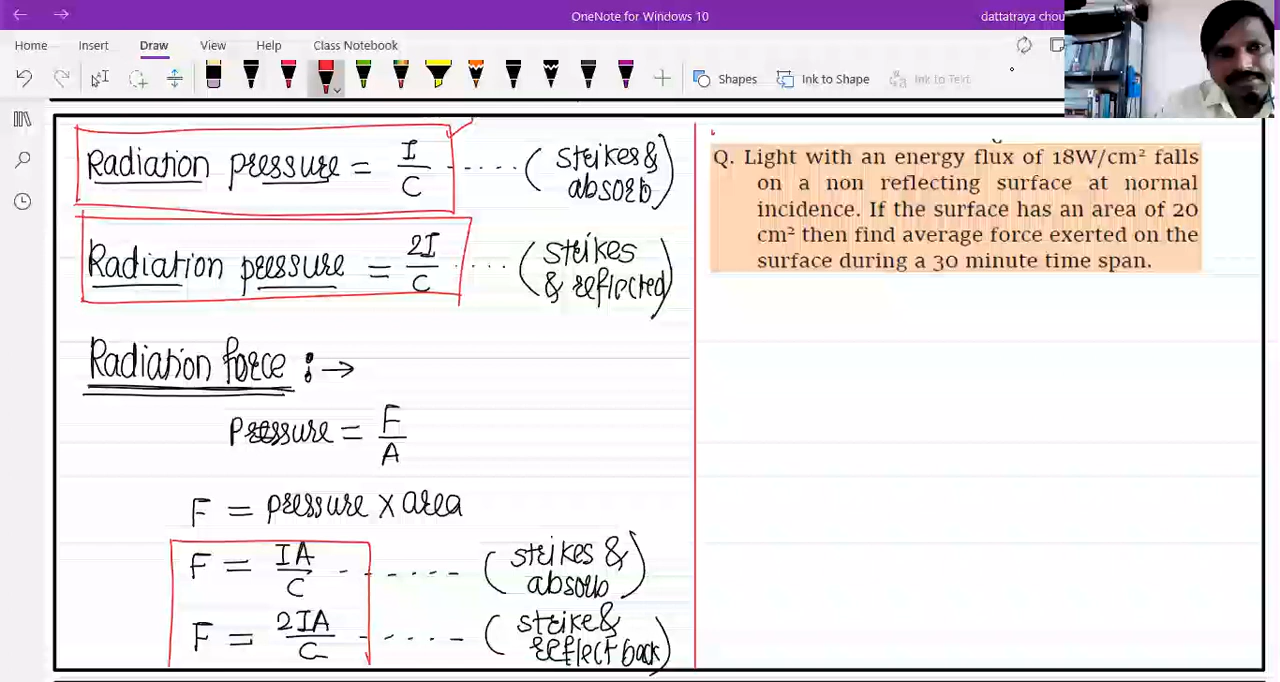 OneNote for Windows 10
dattatraya chou
Home Insert Draw View Help Class Notebook
Shapes Ink to Shape Ink to Text
Radiation pressure = I/C ..... (strikes & absorb)
Radiation pressure = 2I/C ..... (strikes & reflected)
Radiation force :→
Pressure = F/A
F = pressure × area
F = IA/C ...... (strikes & absorb)
F = 2IA/C ..... (strike & reflect back)
Q. Light with an energy flux of 18W/cm² falls
on a non reflecting surface at normal
incidence. If the surface has an area of 20
cm² then find average force exerted on the
surface during a 30 minute time span.